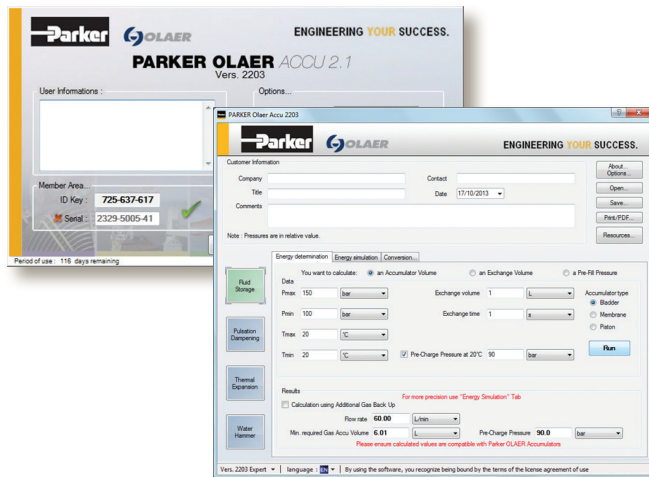 Parker OLAER ENGINEERING YOUR SUCCESS.
PARKER OLAER ACCU 2.1
Vers. 2203
User Informations :
Options...
Member Area...
ID Key : 725-637-617
Serial : 2329-5005-41
Period of use : 116 days remaining
PARKER Olaer Accu 2203
Parker OLAER ENGINEERING YOUR SUCCESS.
Customer Information
Company
Contact
Title
Date 17/10/2013
Comments
Note : Pressures are in relative value.
About...
Options...
Open...
Save...
Print/PDF...
Resources...
Energy determination Energy simulation Conversion...
Fluid
Storage
Pulsation
Dampening
Thermal
Expansion
Water
Hammer
You want to calculate: an Accumulator Volume an Exchange Volume a Pre-Fill Pressure
Data
Pmax 150 bar Exchange volume 1 L Accumulator type
Bladder
Pmin 100 bar Exchange time 1 s Membrane
Piston
Tmax 20 °C
Run
Tmin 20 °C Pre-Charge Pressure at 20°C 90 bar
Results
For more precision use "Energy Simulation" Tab
Calculation using Additional Gas Back Up
Flow rate 60.00 L/min
Min. required Gas Accu Volume 6.01 L Pre-Charge Pressure 90.0 bar
Please ensure calculated values are compatible with Parker OLAER Accumulators
Vers. 2203 Expert language : EN By using the software, you recognize being bound by the terms of the license agreement of use